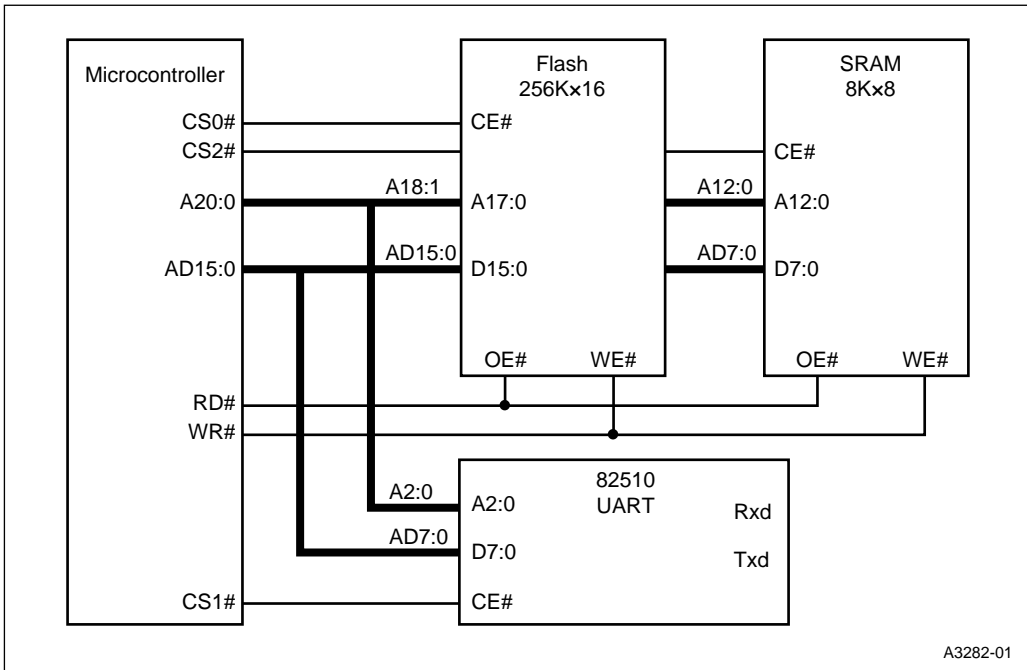 Microcontroller
CS0#
CS2#
A20:0
AD15:0
RD#
WR#
CS1#
A18:1
AD15:0
Flash
256K×16
CE#
A17:0
D15:0
OE# WE#
A12:0
AD7:0
SRAM
8K×8
CE#
A12:0
D7:0
OE# WE#
A2:0
AD7:0
82510
UART
A2:0
D7:0
CE#
Rxd
Txd
A3282-01